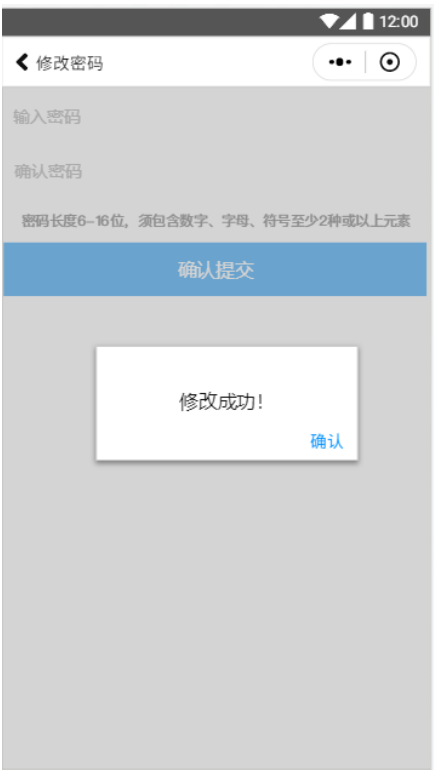 12:00
修改密码
输入密码
确认密码
密码长度6-16位，须包含数字、字母、符号至少2种或以上元素
确认提交
修改成功！
确认